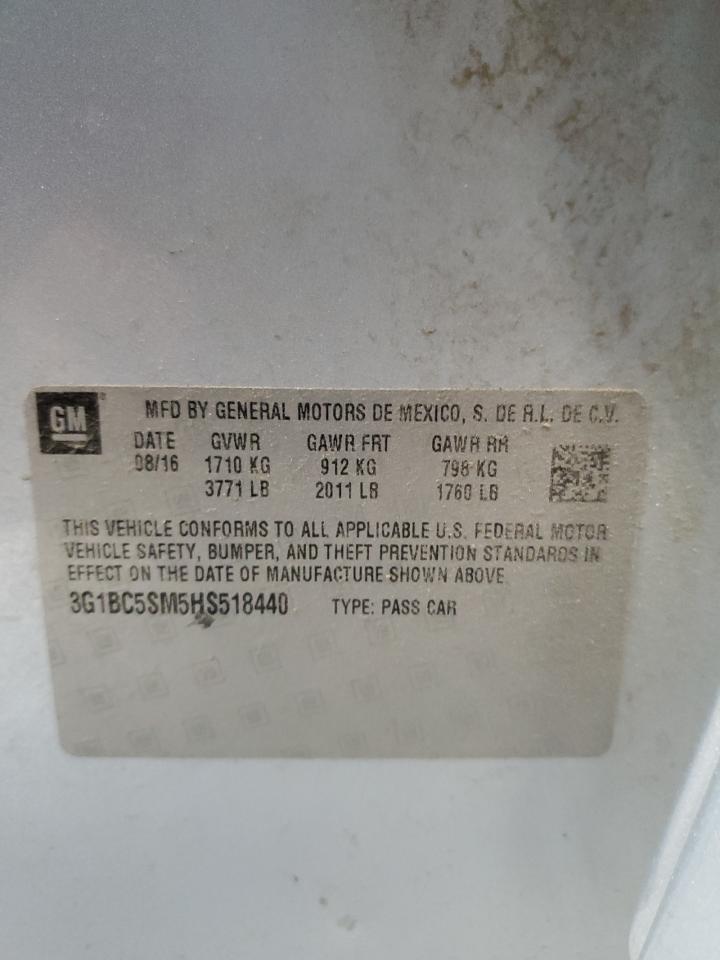 GM
MFD BY GENERAL MOTORS DE MEXICO, S. DE R.L. DE C.V.
DATE GVWR GAWR FRT GAWR RR
08/16 1710 KG 912 KG 798 KG
3771 LB 2011 LB 1760 LB
THIS VEHICLE CONFORMS TO ALL APPLICABLE U.S. FEDERAL MOTOR
VEHICLE SAFETY, BUMPER, AND THEFT PREVENTION STANDARDS IN
EFFECT ON THE DATE OF MANUFACTURE SHOWN ABOVE
3G1BC5SM5HS518440 TYPE: PASS CAR